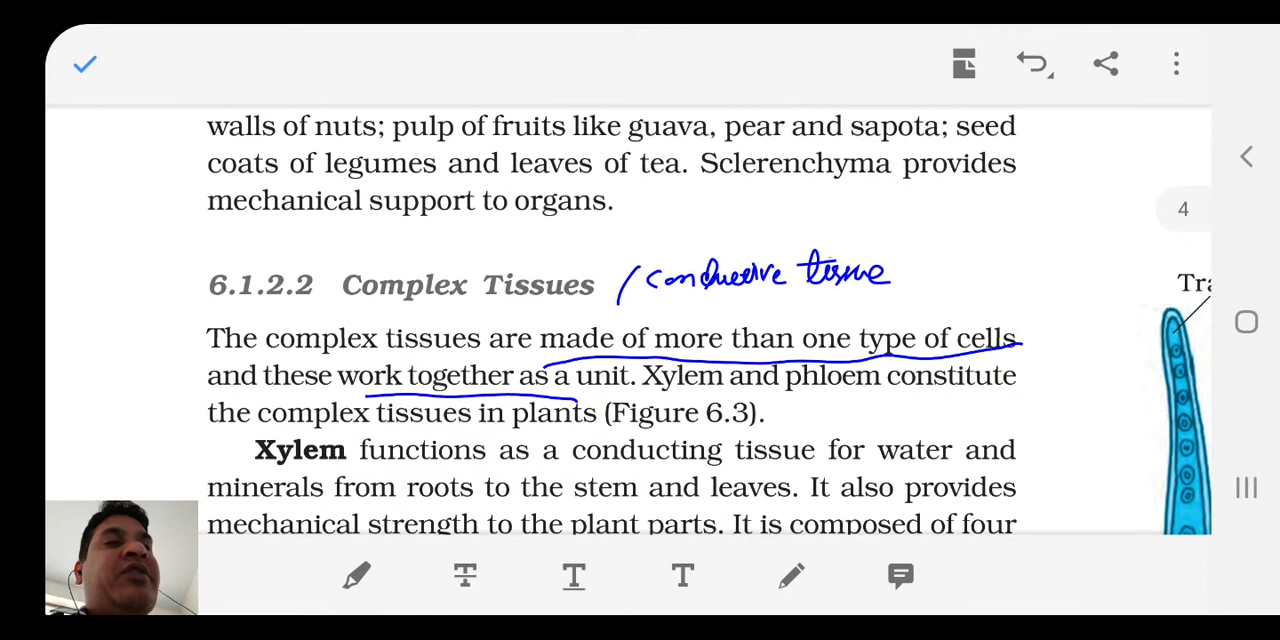 walls of nuts; pulp of fruits like guava, pear and sapota; seed
coats of legumes and leaves of tea. Sclerenchyma provides
mechanical support to organs.
4
6.1.2.2 Complex Tissues / conductive tissue
Tra
The complex tissues are made of more than one type of cells
and these work together as a unit. Xylem and phloem constitute
the complex tissues in plants (Figure 6.3).
Xylem functions as a conducting tissue for water and
minerals from roots to the stem and leaves. It also provides
mechanical strength to the plant parts. It is composed of four
T T T